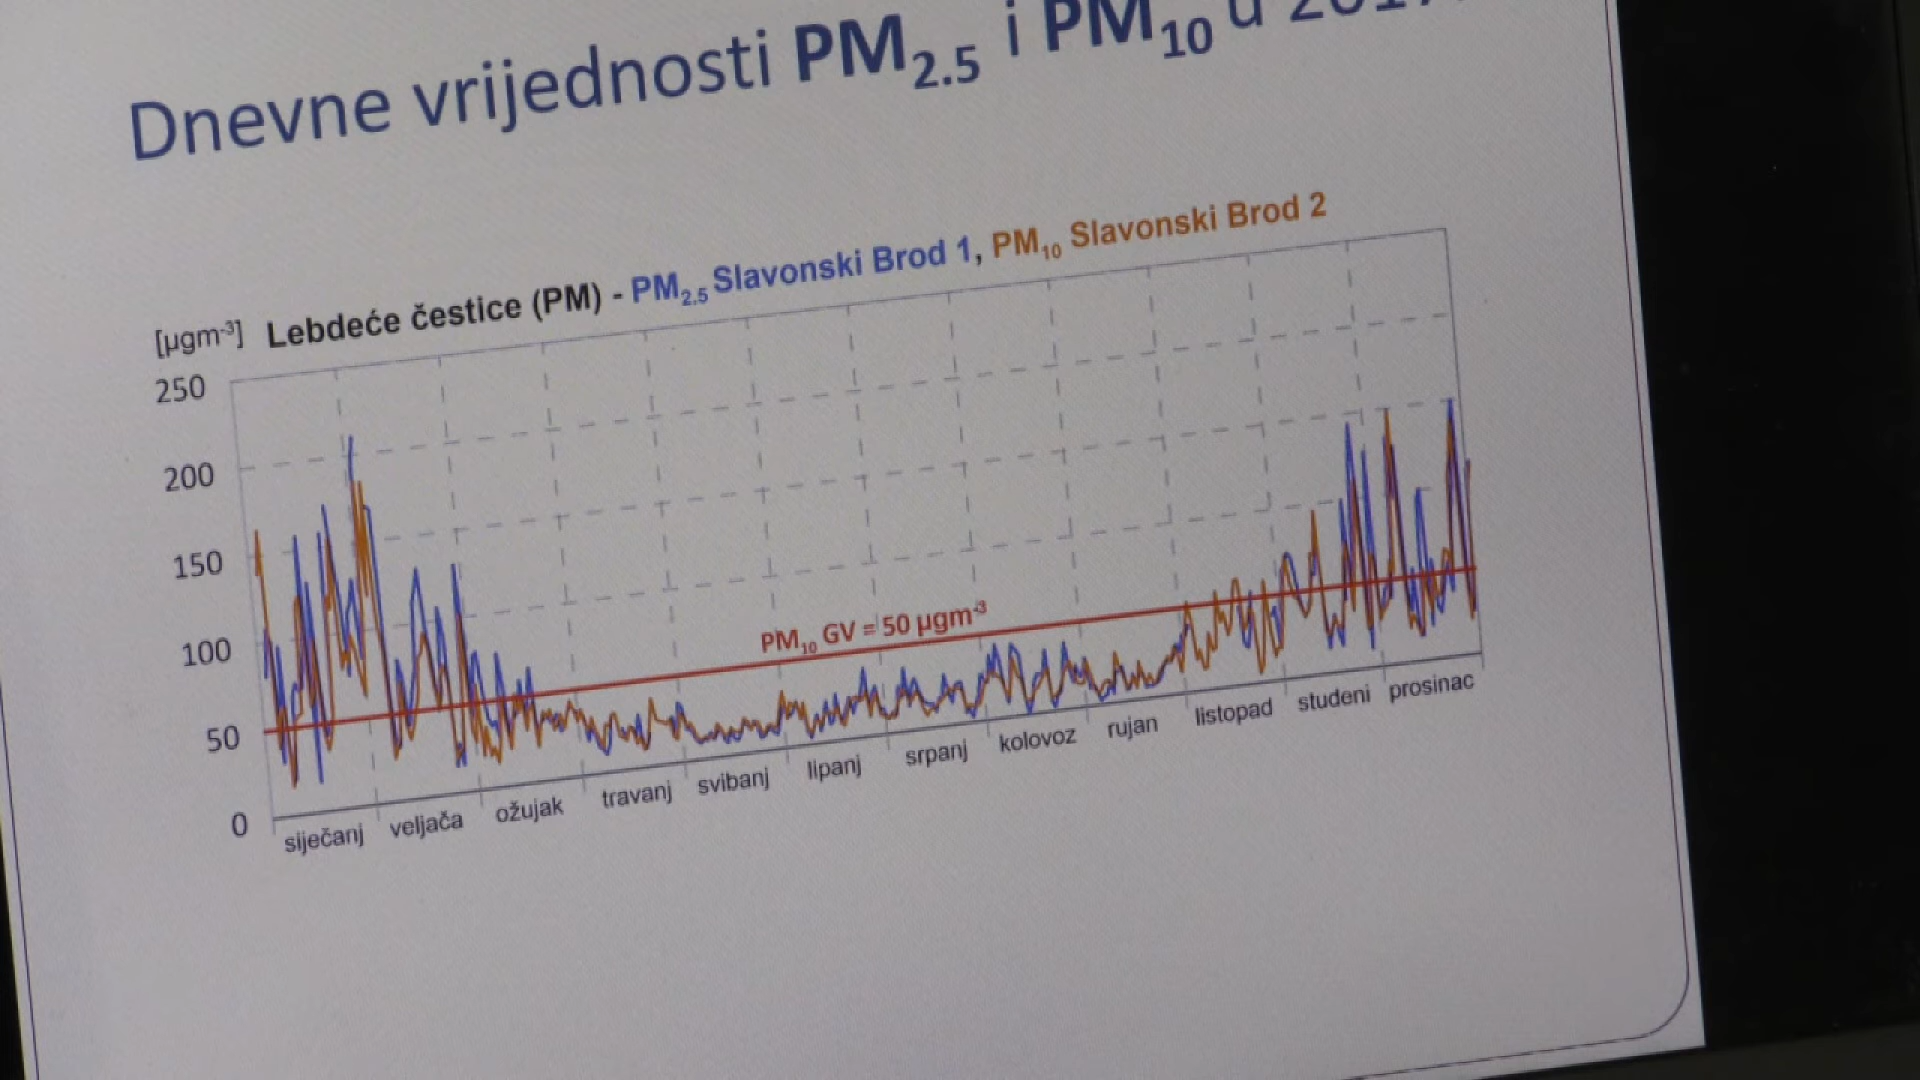 Dnevne vrijednosti PM2.5 i PM10 u 2017.
[µgm-3] Lebdeće čestice (PM) - PM2.5 Slavonski Brod 1, PM10 Slavonski Brod 2
250
200
150
100
50
0
PM10 GV = 50 µgm-3
siječanj veljača ožujak travanj svibanj lipanj srpanj kolovoz rujan listopad studeni prosinac